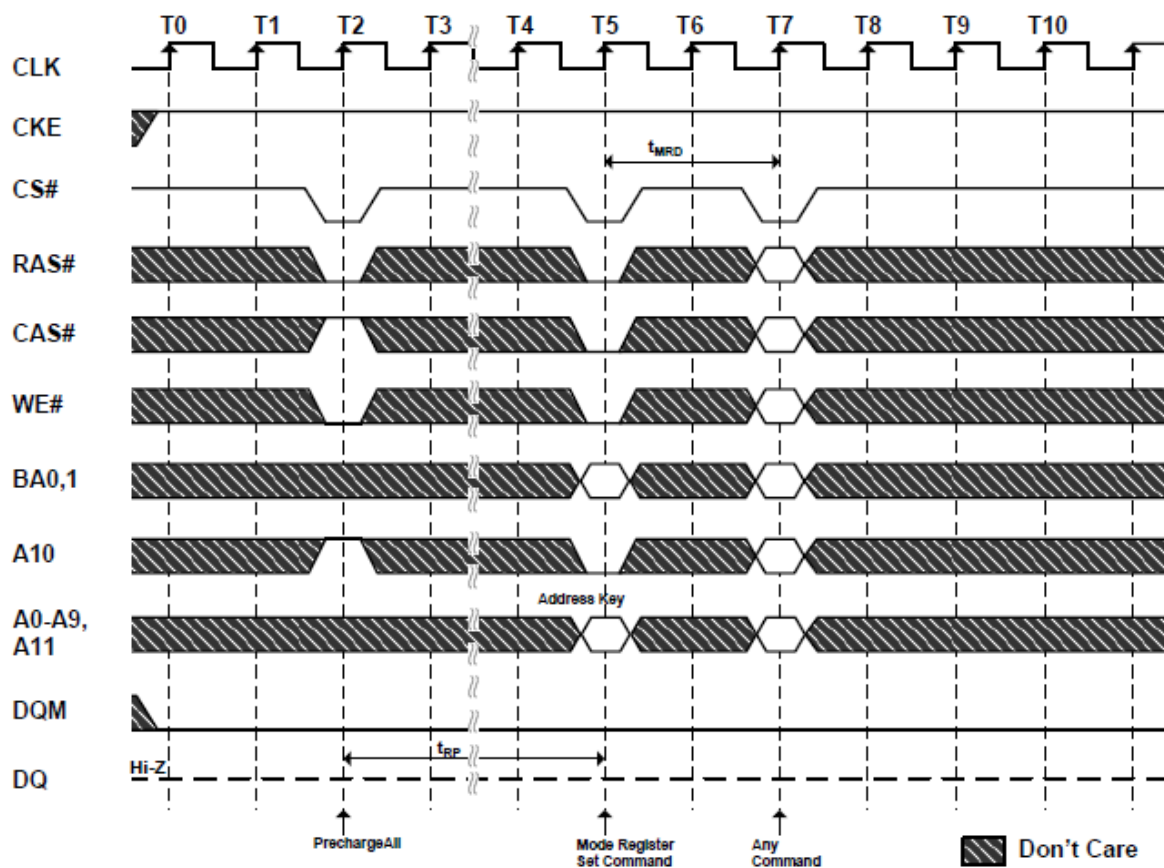 T0 T1 T2 T3 T4 T5 T6 T7 T8 T9 T10
CLK
CKE
tMRD
CS#
RAS#
CAS#
WE#
BA0,1
A10
Address Key
A0-A9,
A11
DQM
tRP
Hi-Z
DQ
PrechargeAll
Mode Register
Set Command
Any
Command
Don't Care